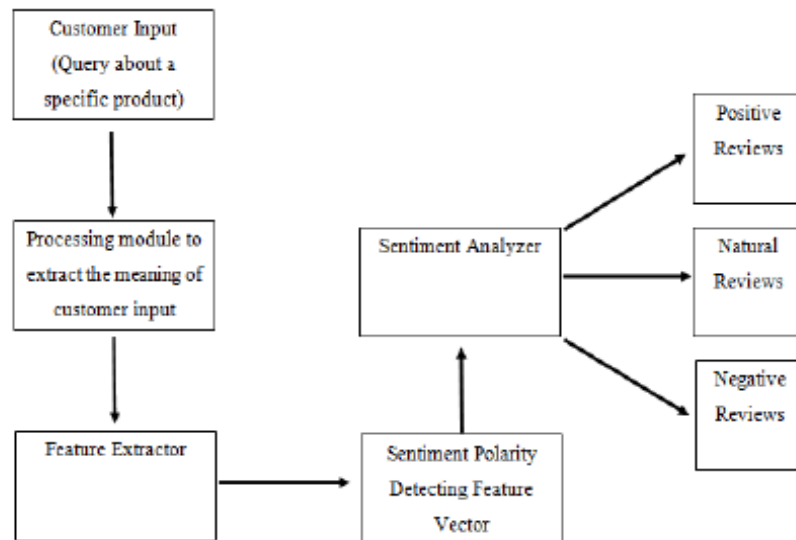 Customer Input
(Query about a
specific product)
Processing module to
extract the meaning of
customer input
Feature Extractor
Sentiment Polarity
Detecting Feature
Vector
Sentiment Analyzer
Positive
Reviews
Natural
Reviews
Negative
Reviews